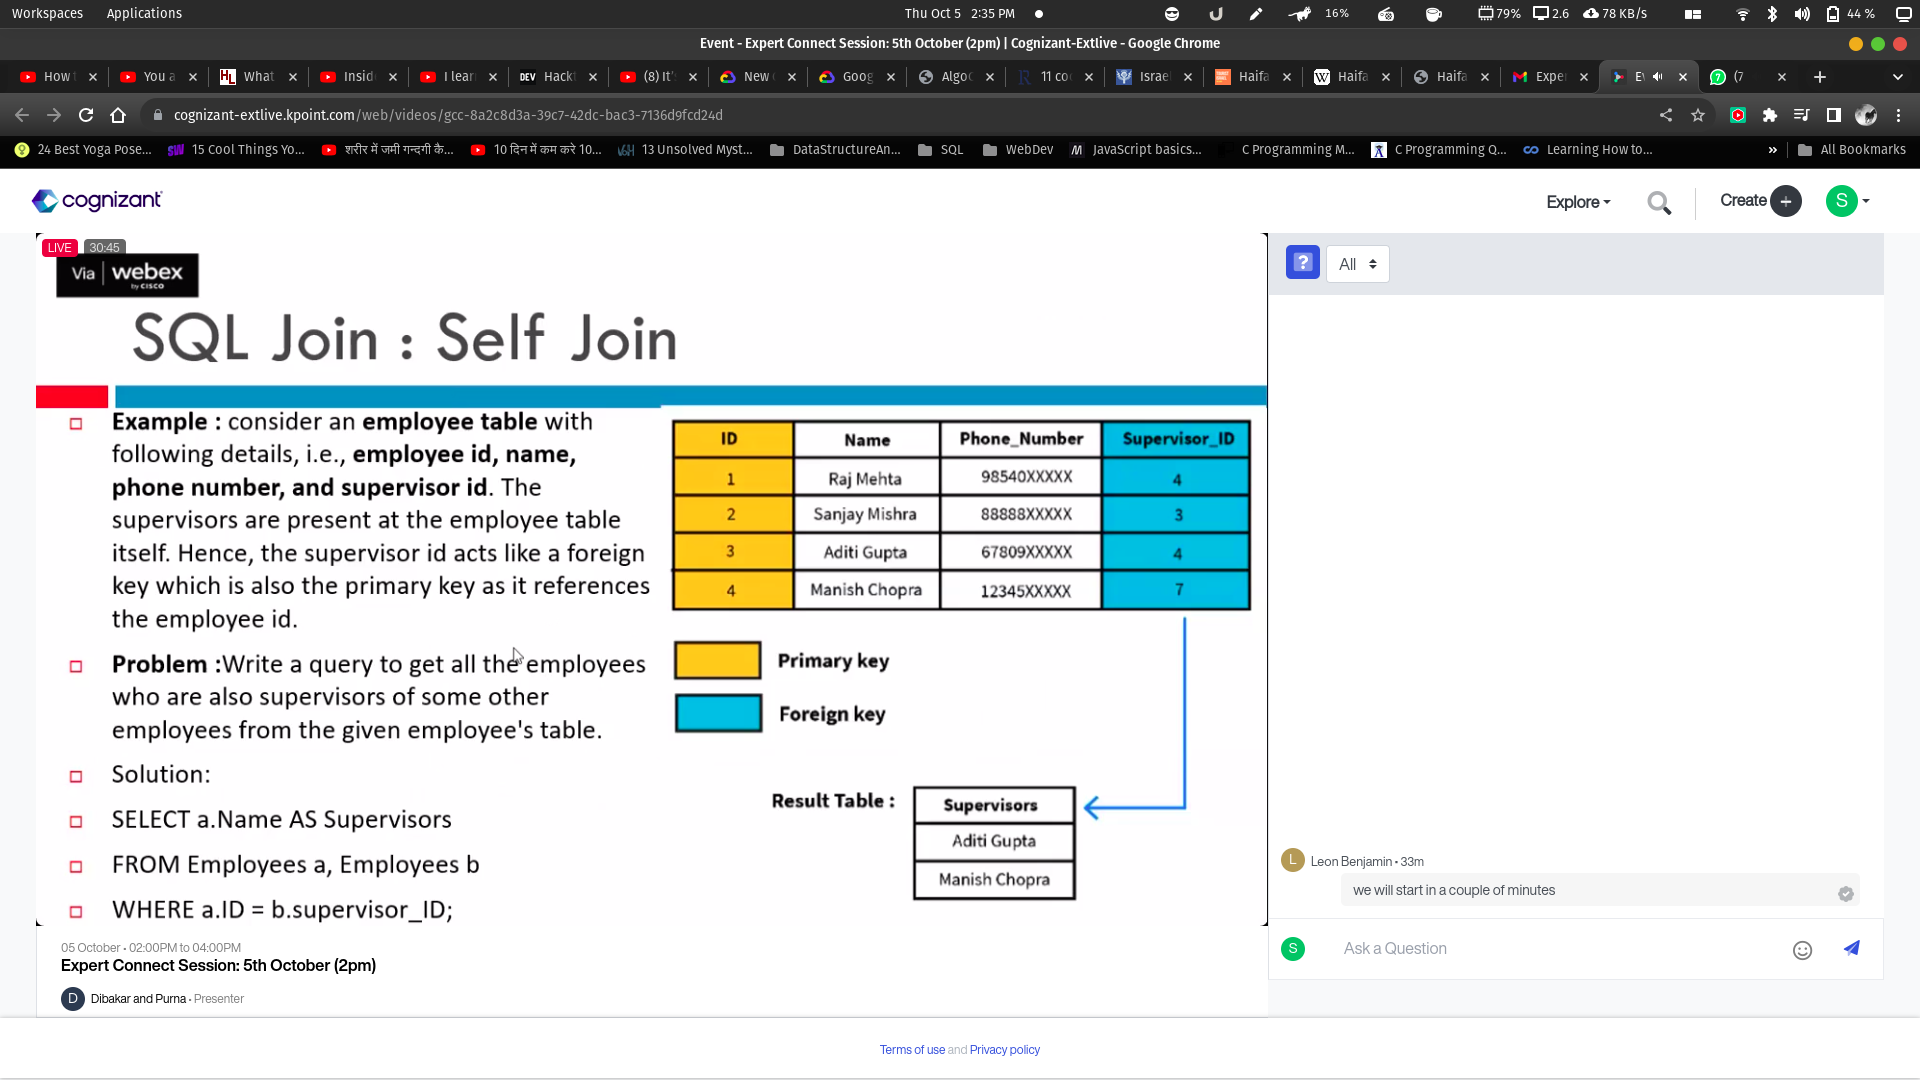 Workspaces Applications Thu Oct 5 2:35 PM 16% 79% 2.6 78 KB/s 44 %
Event - Expert Connect Session: 5th October (2pm) | Cognizant-Extlive - Google Chrome
How t You a What Inside I lear Hackt (8) It' New Goog AlgoC 11 co Israe Haifa Haifa Haifa Exper (7
cognizant-extlive.kpoint.com/web/videos/gcc-8a2c8d3a-39c7-42dc-bac3-7136d9fcd24d
24 Best Yoga Pose... 15 Cool Things Yo... शरीर में जमी गन्दगी कै... 10 दिन में कम करे 10... 13 Unsolved Myst... DataStructureAn... SQL WebDev JavaScript basics... C Programming M... C Programming Q... Learning How to... » All Bookmarks
cognizant Explore Create + S
LIVE 30:45
Via webex
by CISCO
? All
SQL Join : Self Join
Example : consider an employee table with
following details, i.e., employee id, name,
phone number, and supervisor id. The
supervisors are present at the employee table
itself. Hence, the supervisor id acts like a foreign
key which is also the primary key as it references
the employee id.
Problem :Write a query to get all the employees
who are also supervisors of some other
employees from the given employee's table.
Solution:
SELECT a.Name AS Supervisors
FROM Employees a, Employees b
WHERE a.ID = b.supervisor_ID;
ID Name Phone_Number Supervisor_ID
1 Raj Mehta 98540XXXXX 4
2 Sanjay Mishra 88888XXXXX 3
3 Aditi Gupta 67809XXXXX 4
4 Manish Chopra 12345XXXXX 7
Primary key
Foreign key
Result Table :
Supervisors
Aditi Gupta
Manish Chopra
L Leon Benjamin • 33m
we will start in a couple of minutes
S Ask a Question
05 October • 02:00PM to 04:00PM
Expert Connect Session: 5th October (2pm)
D Dibakar and Purna • Presenter
Terms of use and Privacy policy